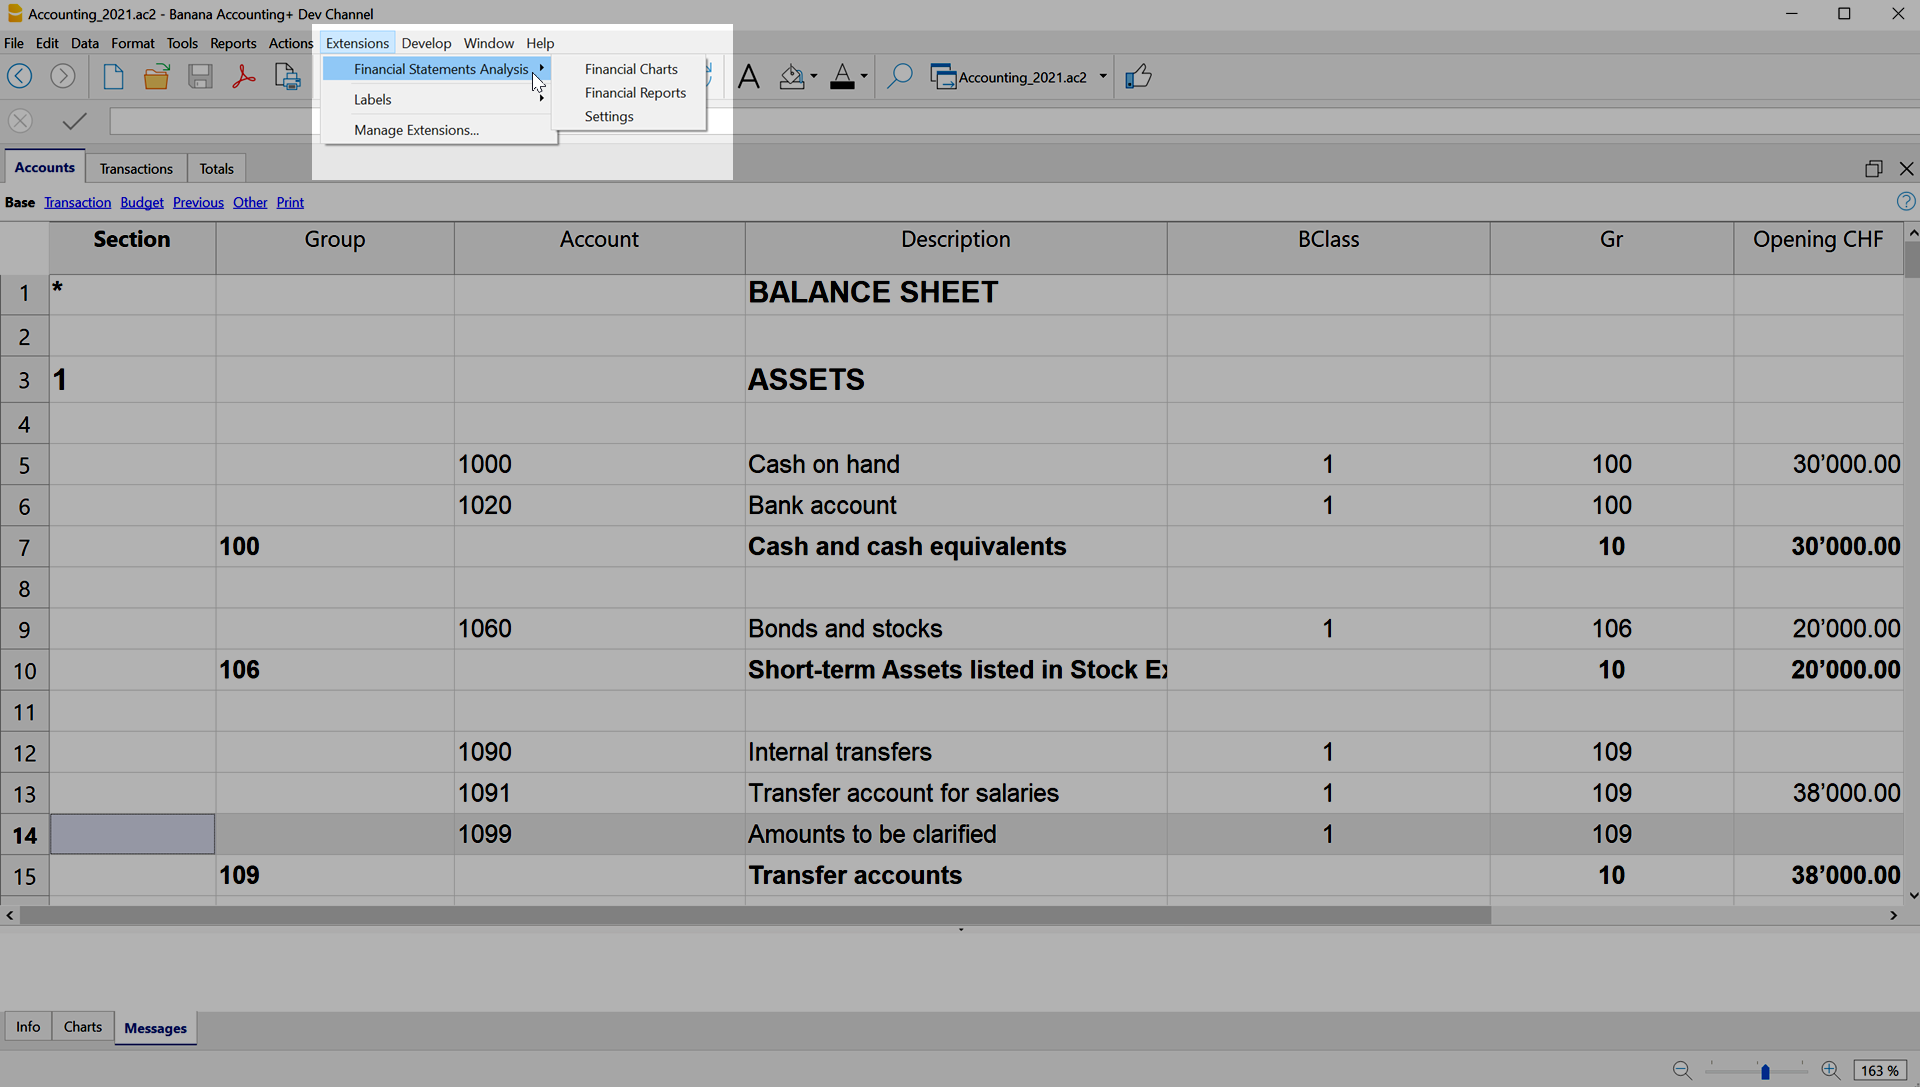 Accounting_2021.ac2 - Banana Accounting+ Dev Channel
File Edit Data Format Tools Reports Actions Extensions Develop Window Help
Financial Statements Analysis
Labels
Manage Extensions...
Financial Charts
Financial Reports
Settings
A A Accounting_2021.ac2
Accounts Transactions Totals
Base Transaction Budget Previous Other Print ?
Section Group Account Description BClass Gr Opening CHF
1 * BALANCE SHEET
2
3 1 ASSETS
4
5 1000 Cash on hand 1 100 30’000.00
6 1020 Bank account 1 100
7 100 Cash and cash equivalents 10 30’000.00
8
9 1060 Bonds and stocks 1 106 20’000.00
10 106 Short-term Assets listed in Stock 10 20’000.00
11
12 1090 Internal transfers 1 109
13 1091 Transfer account for salaries 1 109 38’000.00
14 1099 Amounts to be clarified 1 109
15 109 Transfer accounts 10 38’000.00
Info Charts Messages
163 %